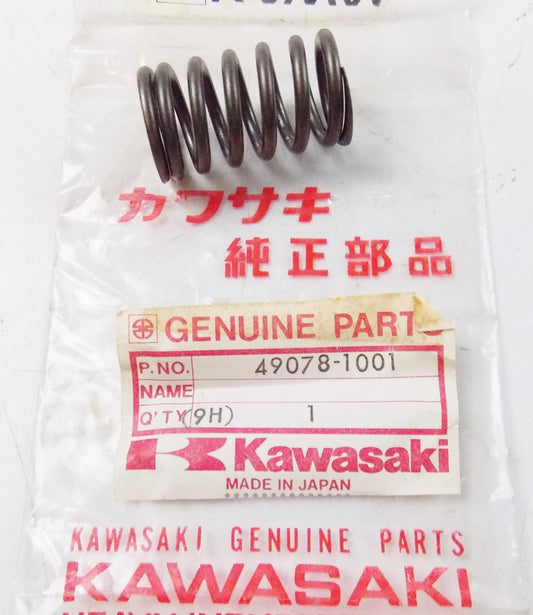 カワサキ
純正部品
GENUINE PARTS
P.NO. 49078-1001
NAME
Q'TY (9H) 1
Kawasaki
MADE IN JAPAN
KAWASAKI GENUINE PARTS
KAWASAKI